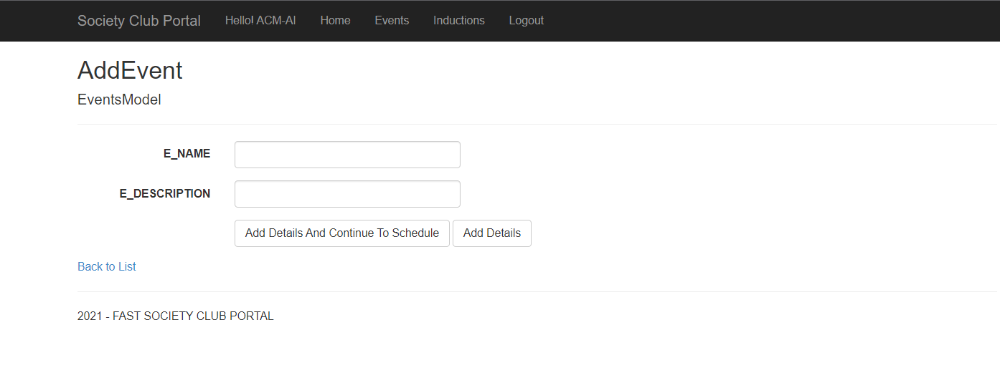 Society Club Portal Hello! ACM-AI Home Events Inductions Logout
AddEvent
EventsModel
E_NAME
E_DESCRIPTION
Add Details And Continue To Schedule Add Details
Back to List
2021 - FAST SOCIETY CLUB PORTAL